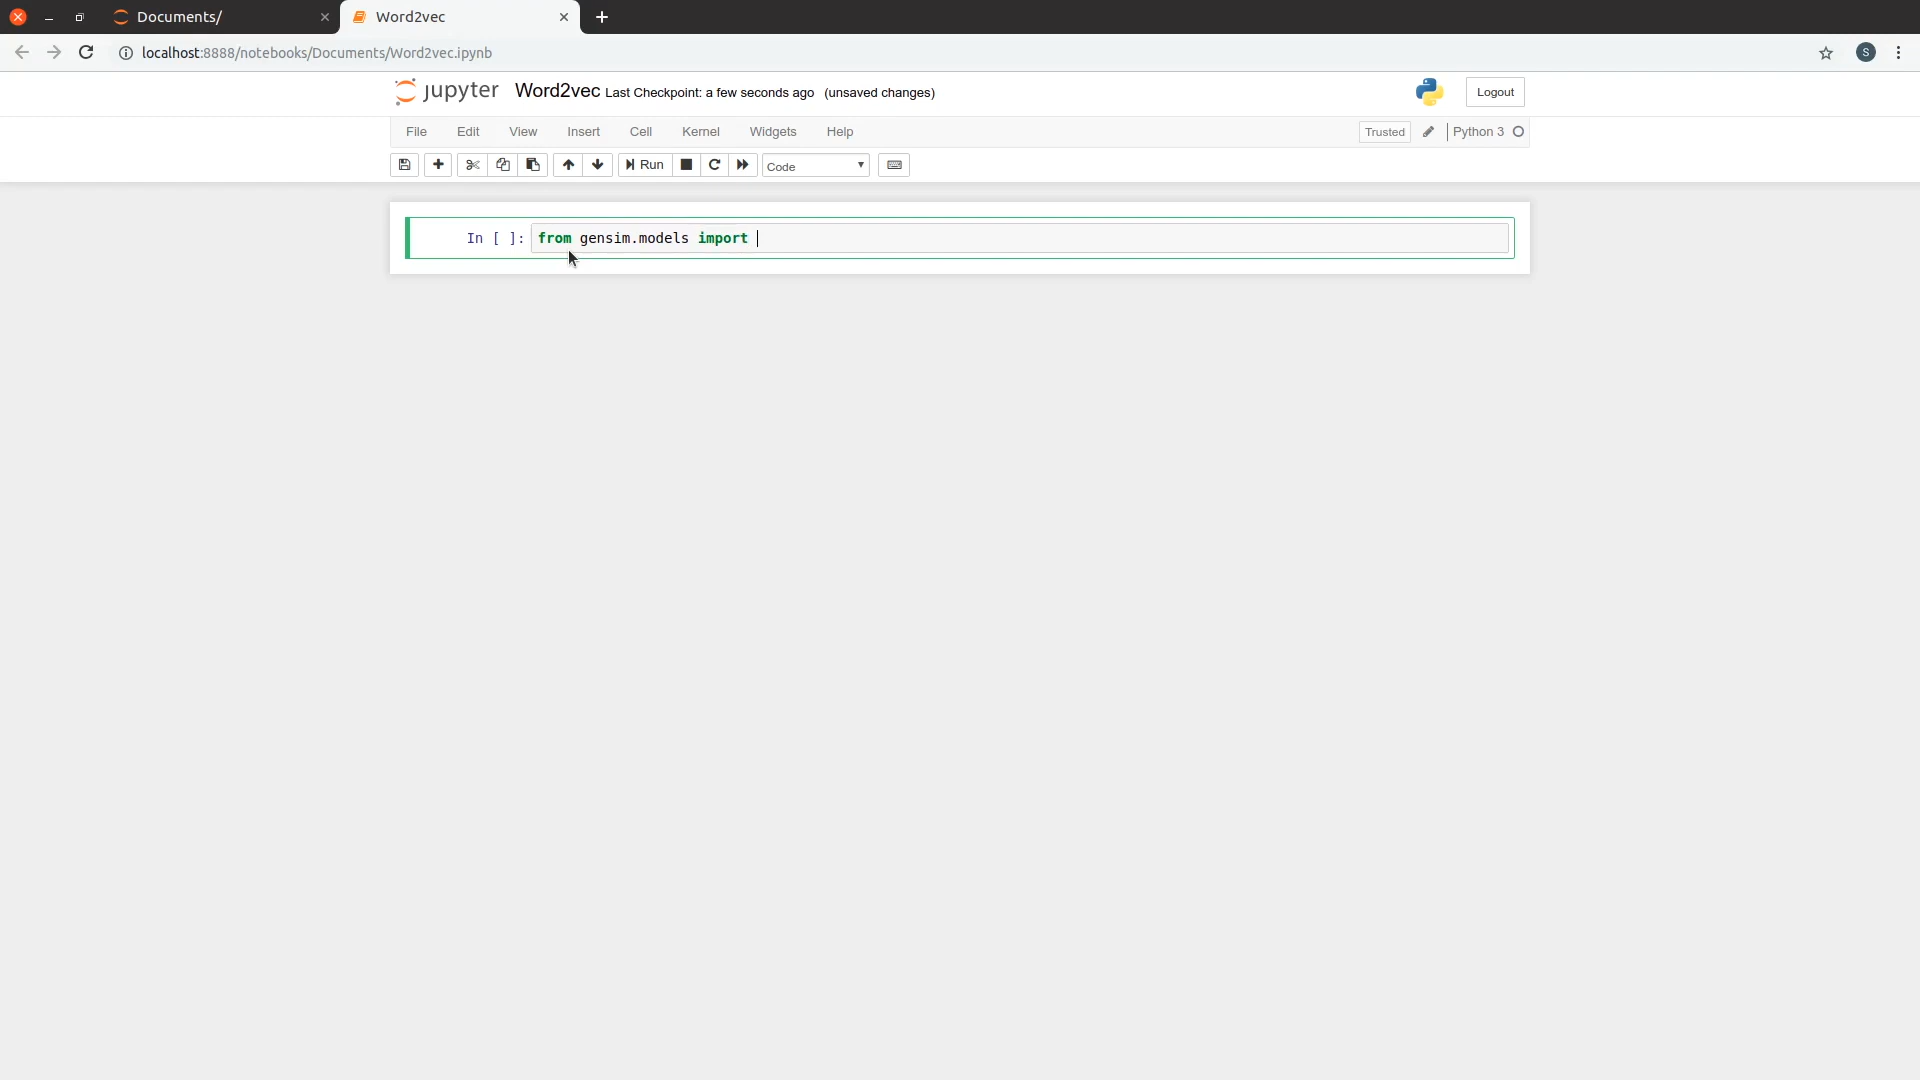 Documents/
Word2vec
localhost:8888/notebooks/Documents/Word2vec.ipynb
S
jupyter Word2vec Last Checkpoint: a few seconds ago (unsaved changes)
Logout
File Edit View Insert Cell Kernel Widgets Help
Trusted Python 3
Run Code
In [ ]: from gensim.models import